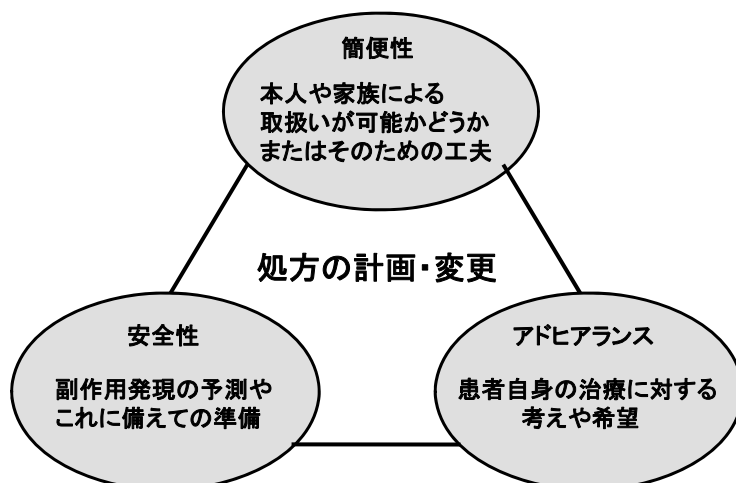 簡便性
本人や家族による
取扱いが可能かどうか
またはそのための工夫
処方の計画・変更
安全性
副作用発現の予測や
これに備えての準備
アドヒアランス
患者自身の治療に対する
考えや希望